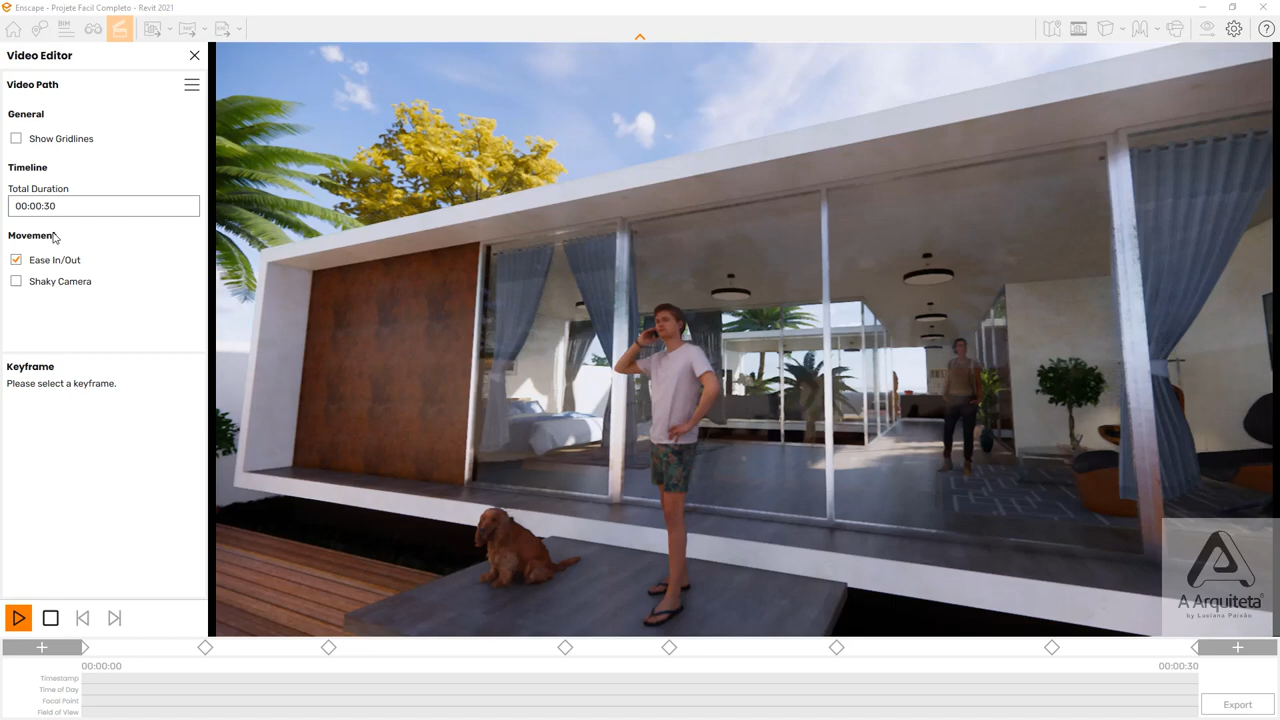 Enscape - Projete Facil Completo - Revit 2021
BIM
360°
Video Editor
Video Path
General
Show Gridlines
Timeline
Total Duration
00:00:30
Movement
Ease In/Out
Shaky Camera
Keyframe
Please select a keyframe.
A Arquiteta
by Luciana Paixão
00:00:00
00:00:30
Timestamp
Time of Day
Focal Point
Field of View
Export